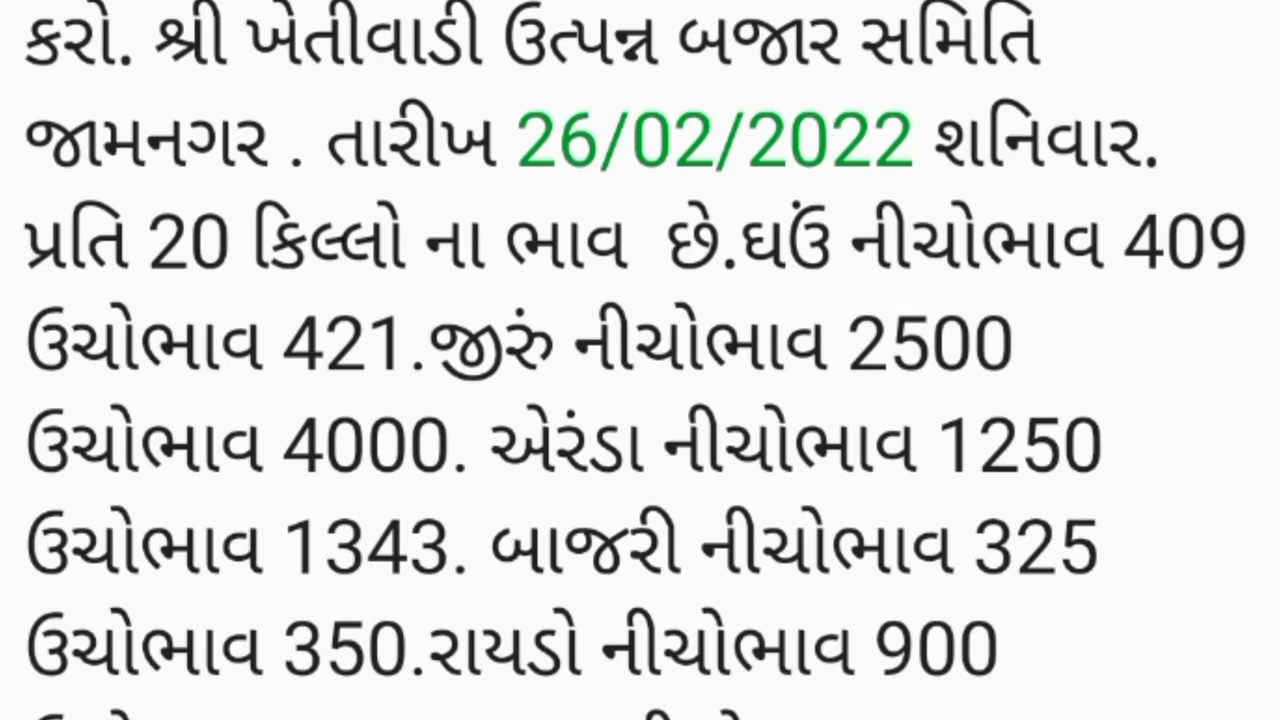 કરો. શ્રી ખેતીવાડી ઉત્પન્ન બજાર સમિતિ
જામનગર . તારીખ 26/02/2022 શનિવાર.
પ્રતિ 20 કિલ્લો ના ભાવ  છે.ઘઉં નીચોભાવ 409
ઉચોભાવ 421.જીરું નીચોભાવ 2500
ઉચોભાવ 4000. એરંડા નીચોભાવ 1250
ઉચોભાવ 1343. બાજરી નીચોભાવ 325
ઉચોભાવ 350.રાયડો નીચોભાવ 900